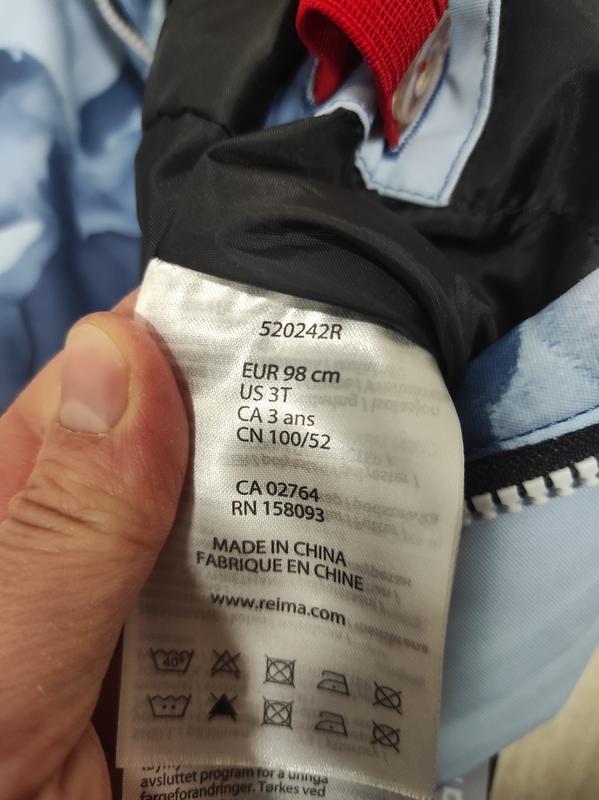 520242R
EUR 98 cm
US 3T
CA 3 ans
CN 100/52
CA 02764
RN 158093
MADE IN CHINA
FABRIQUE EN CHINE
www.reima.com
40°
avsluttet program for å unngå
fargeforandringer. Tørkes ved